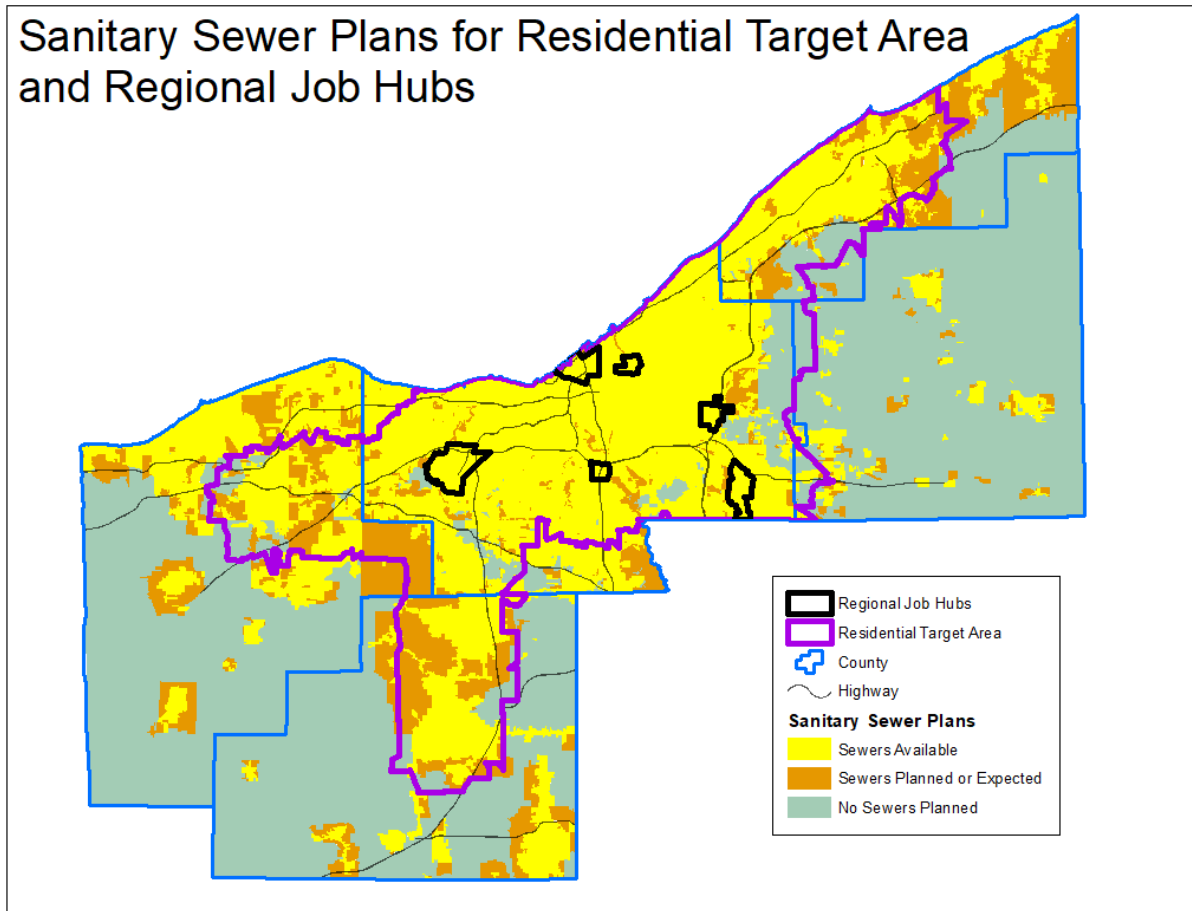 Sanitary Sewer Plans for Residential Target Area
and Regional Job Hubs
Regional Job Hubs
Residential Target Area
County
Highway
Sanitary Sewer Plans
Sewers Available
Sewers Planned or Expected
No Sewers Planned